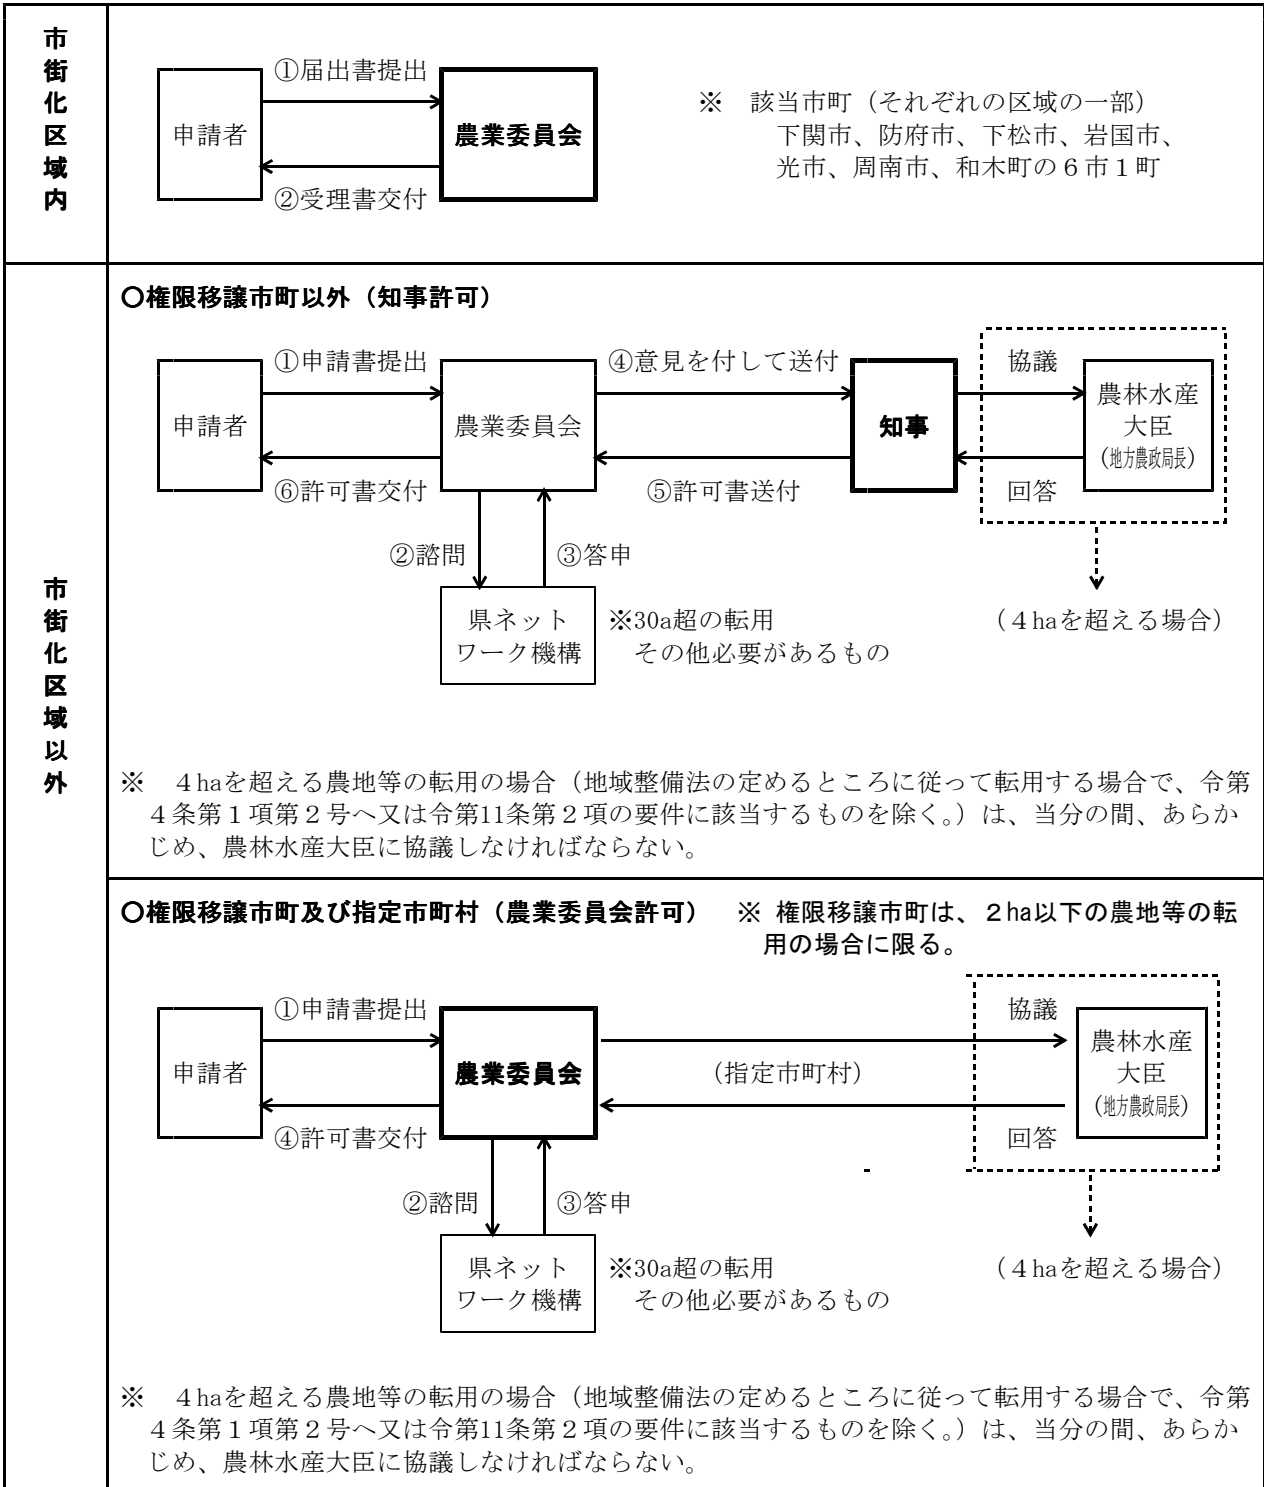 市街化区域内
①届出書提出
申請者
農業委員会
②受理書交付
※　該当市町（それぞれの区域の一部）
下関市、防府市、下松市、岩国市、
光市、周南市、和木町の６市１町
市街化区域以外
〇権限移譲市町以外（知事許可）
①申請書提出
④意見を付して送付
協議
申請者
農業委員会
知事
農林水産
大臣
(地方農政局長)
⑥許可書交付
⑤許可書送付
回答
②諮問
③答申
県ネット
ワーク機構
※30a超の転用
その他必要があるもの
（４haを超える場合）
※　４haを超える農地等の転用の場合（地域整備法の定めるところに従って転用する場合で、令第
４条第１項第２号へ又は令第11条第２項の要件に該当するものを除く。）は、当分の間、あらか
じめ、農林水産大臣に協議しなければならない。
〇権限移譲市町及び指定市町村（農業委員会許可）　※ 権限移譲市町は、２ha以下の農地等の転
用の場合に限る。
①申請書提出
協議
申請者
農業委員会
（指定市町村）
農林水産
大臣
(地方農政局長)
④許可書交付
回答
②諮問
③答申
県ネット
ワーク機構
※30a超の転用
その他必要があるもの
（４haを超える場合）
※　４haを超える農地等の転用の場合（地域整備法の定めるところに従って転用する場合で、令第
４条第１項第２号へ又は令第11条第２項の要件に該当するものを除く。）は、当分の間、あらか
じめ、農林水産大臣に協議しなければならない。